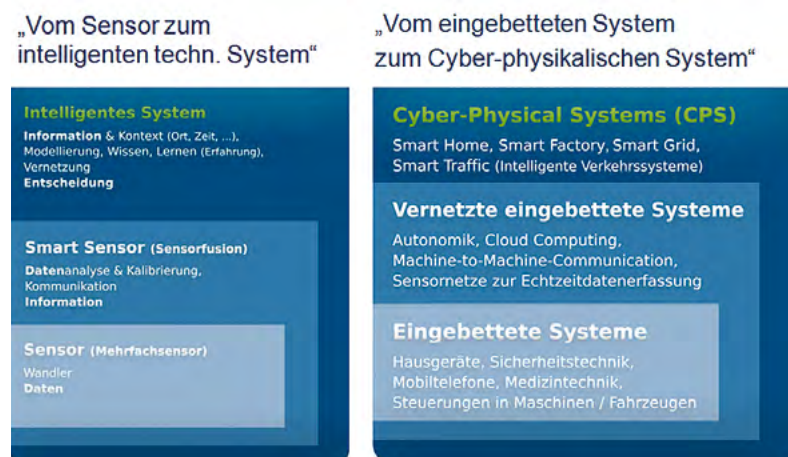 „Vom Sensor zum
intelligenten techn. System“
Intelligentes System
Information & Kontext (Ort, Zeit, ...),
Modellierung, Wissen, Lernen (Erfahrung),
Vernetzung
Entscheidung
Smart Sensor (Sensorfusion)
Datenanalyse & Kalibrierung,
Kommunikation
Information
Sensor (Mehrfachsensor)
Wandler
Daten
„Vom eingebetteten System
zum Cyber-physikalischen System“
Cyber-Physical Systems (CPS)
Smart Home, Smart Factory, Smart Grid,
Smart Traffic (Intelligente Verkehrssysteme)
Vernetzte eingebettete Systeme
Autonomik, Cloud Computing,
Machine-to-Machine-Communication,
Sensornetze zur Echtzeitdatenerfassung
Eingebettete Systeme
Hausgeräte, Sicherheitstechnik,
Mobiltelefone, Medizintechnik,
Steuerungen in Maschinen / Fahrzeugen